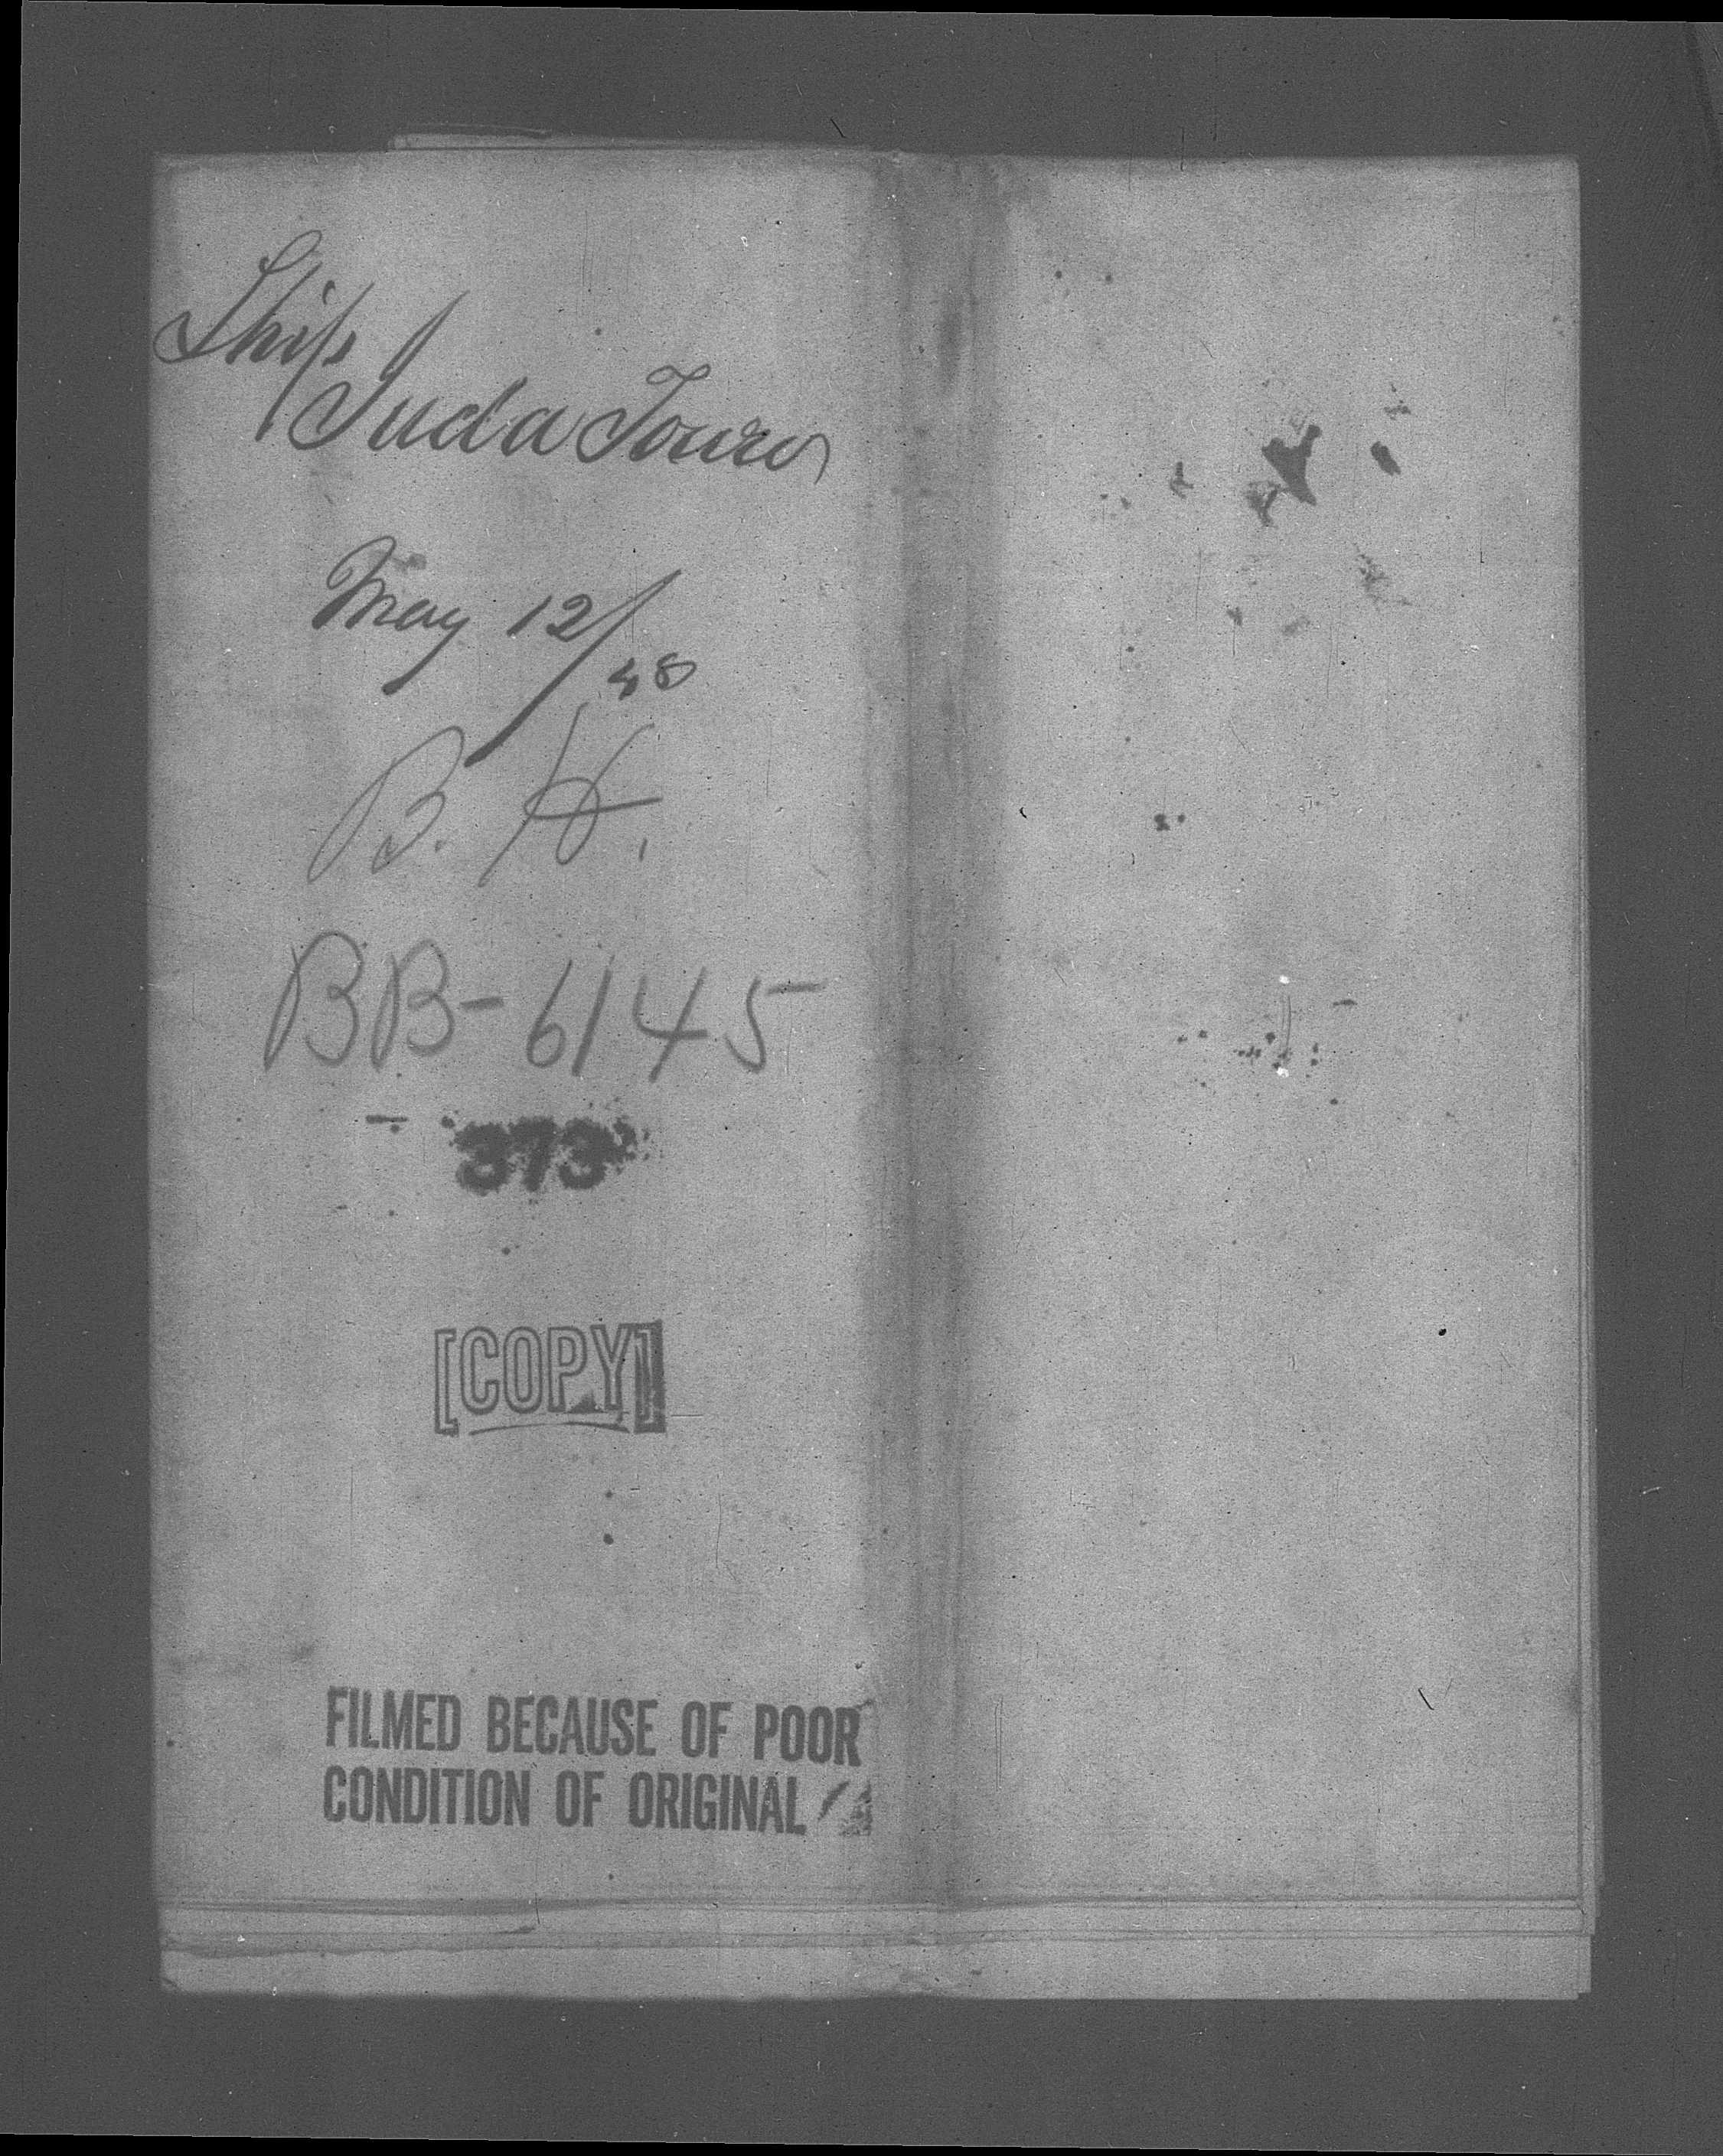 Ship
Juda Touro
May 12/48
B. H.
BB-6145
373
[COPY]
FILMED BECAUSE OF POOR
CONDITION OF ORIGINAL